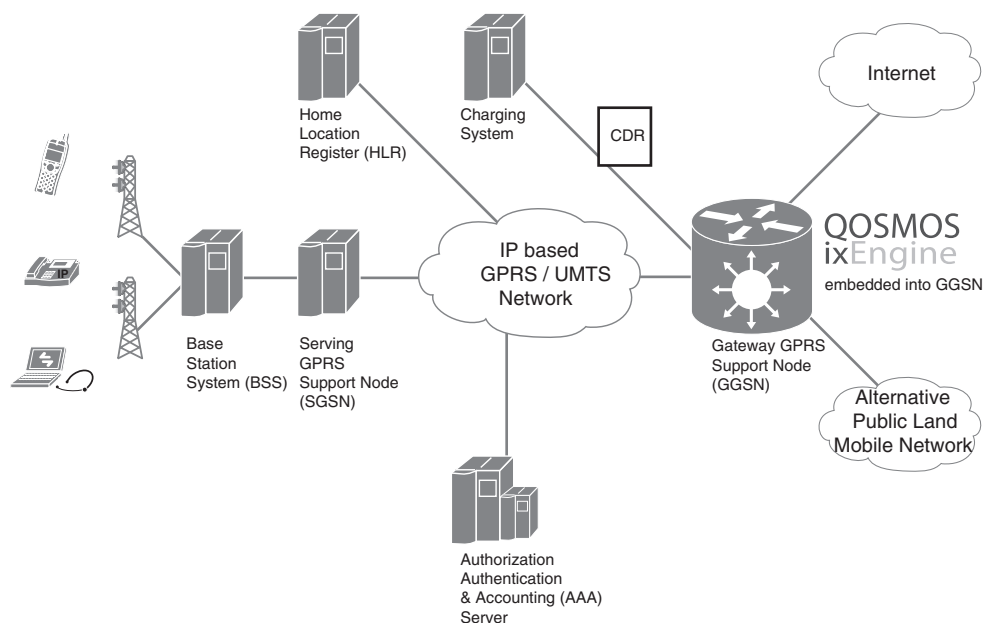 Home
Location
Register (HLR)
Charging
System
CDR
Internet
IP
IP based
GPRS / UMTS
Network
QOSMOS
ixEngine
embedded into GGSN
Base
Station
System (BSS)
Serving
GPRS
Support Node
(SGSN)
Gateway GPRS
Support Node
(GGSN)
Alternative
Public Land
Mobile Network
Authorization
Authentication
& Accounting (AAA)
Server